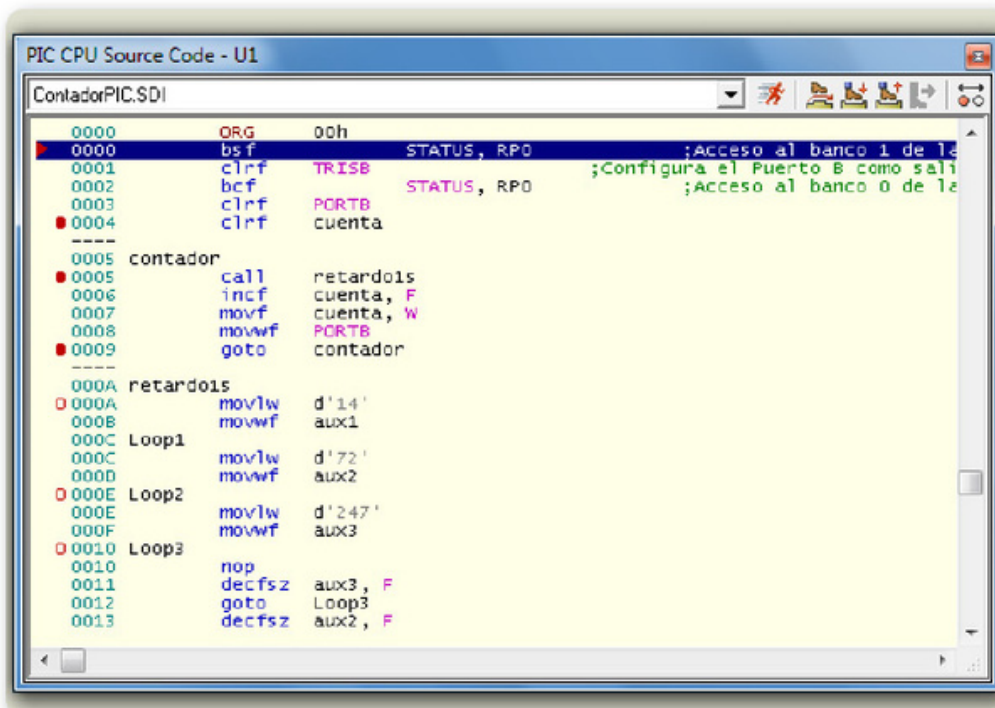 PIC CPU Source Code - U1
ContadorPIC.SDI
0000 ORG 00h
0000 bsf STATUS, RP0 ;Acceso al banco 1 de la
0001 clrf TRISB ;Configura el Puerto B como sali
0002 bcf STATUS, RP0 ;Acceso al banco 0 de la
0003 clrf PORTB
0004 clrf cuenta
----
0005 contador
0005 call retardo1s
0006 incf cuenta, F
0007 movf cuenta, W
0008 movwf PORTB
0009 goto contador
----
000A retardo1s
000A movlw d'14'
000B movwf aux1
000C Loop1
000C movlw d'72'
000D movwf aux2
000E Loop2
000E movlw d'247'
000F movwf aux3
0010 Loop3
0010 nop
0011 decfsz aux3, F
0012 goto Loop3
0013 decfsz aux2, F